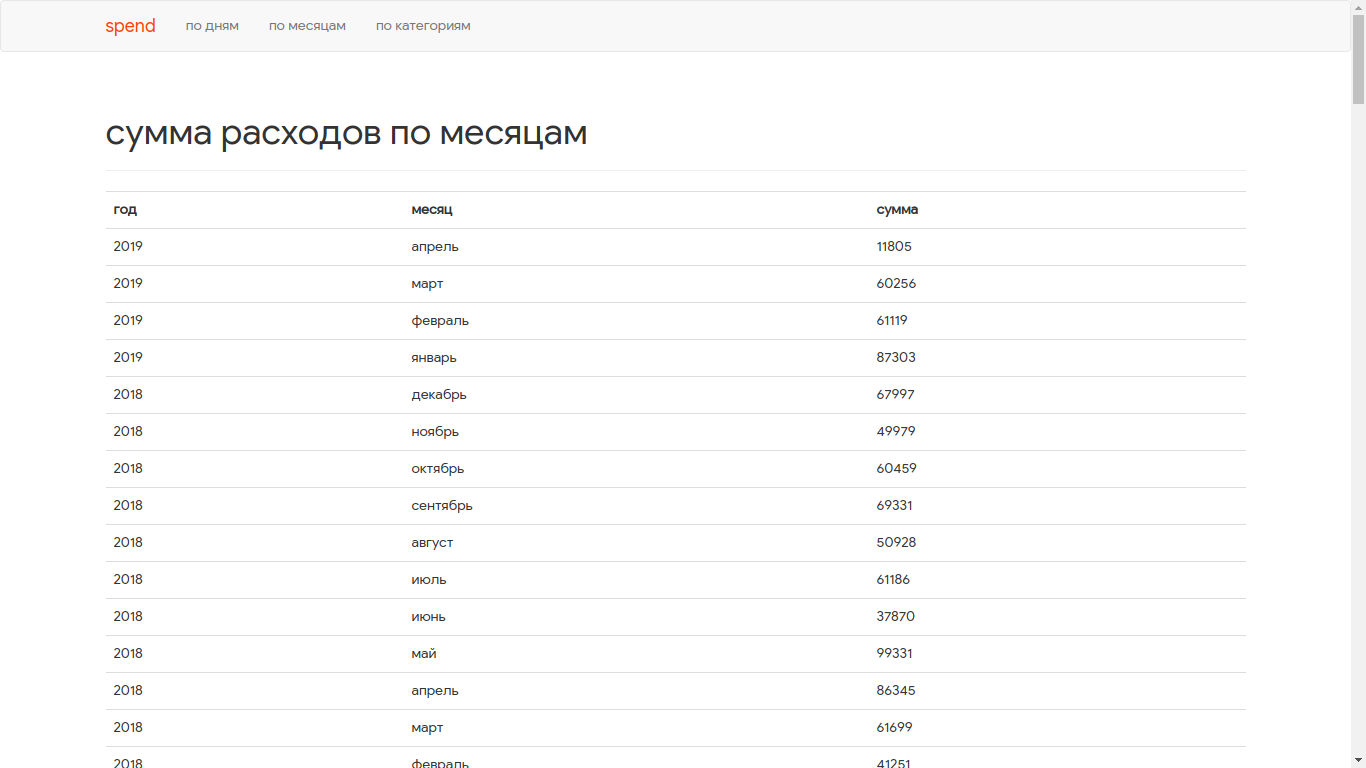 spend по дням по месяцам по категориям
сумма расходов по месяцам
год месяц сумма
2019 апрель 11805
2019 март 60256
2019 февраль 61119
2019 январь 87303
2018 декабрь 67997
2018 ноябрь 49979
2018 октябрь 60459
2018 сентябрь 69331
2018 август 50928
2018 июль 61186
2018 июнь 37870
2018 май 99331
2018 апрель 86345
2018 март 61699
2018 февраль 41251